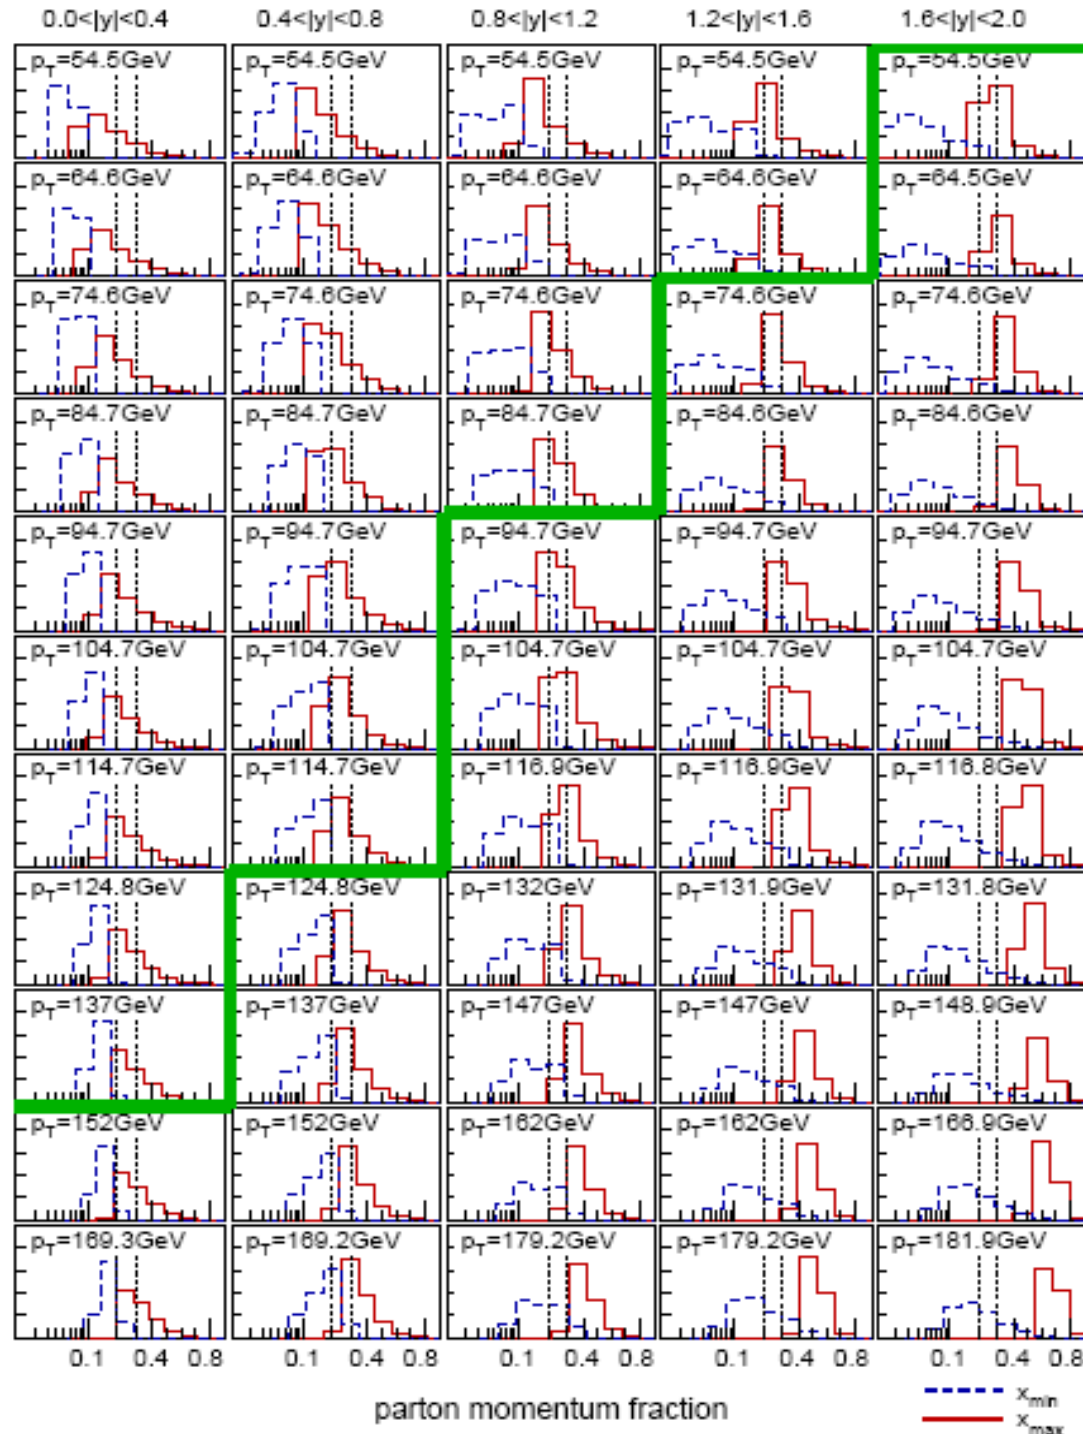 0.0<|y|<0.4 0.4<|y|<0.8 0.8<|y|<1.2 1.2<|y|<1.6 1.6<|y|<2.0
pT=54.5GeV pT=54.5GeV pT=54.5GeV pT=54.5GeV pT=54.5GeV
pT=64.6GeV pT=64.6GeV pT=64.6GeV pT=64.6GeV pT=64.5GeV
pT=74.6GeV pT=74.6GeV pT=74.6GeV pT=74.6GeV pT=74.6GeV
pT=84.7GeV pT=84.7GeV pT=84.7GeV pT=84.6GeV pT=84.6GeV
pT=94.7GeV pT=94.7GeV pT=94.7GeV pT=94.7GeV pT=94.7GeV
pT=104.7GeV pT=104.7GeV pT=104.7GeV pT=104.7GeV pT=104.7GeV
pT=114.7GeV pT=114.7GeV pT=116.9GeV pT=116.9GeV pT=116.8GeV
pT=124.8GeV pT=124.8GeV pT=132GeV pT=131.9GeV pT=131.8GeV
pT=137GeV pT=137GeV pT=147GeV pT=147GeV pT=148.9GeV
pT=152GeV pT=152GeV pT=162GeV pT=162GeV pT=166.9GeV
pT=169.3GeV pT=169.2GeV pT=179.2GeV pT=179.2GeV pT=181.9GeV
0.1 0.4 0.8 0.1 0.4 0.8 0.1 0.4 0.8 0.1 0.4 0.8 0.1 0.4 0.8
parton momentum fraction
xmin
xmax